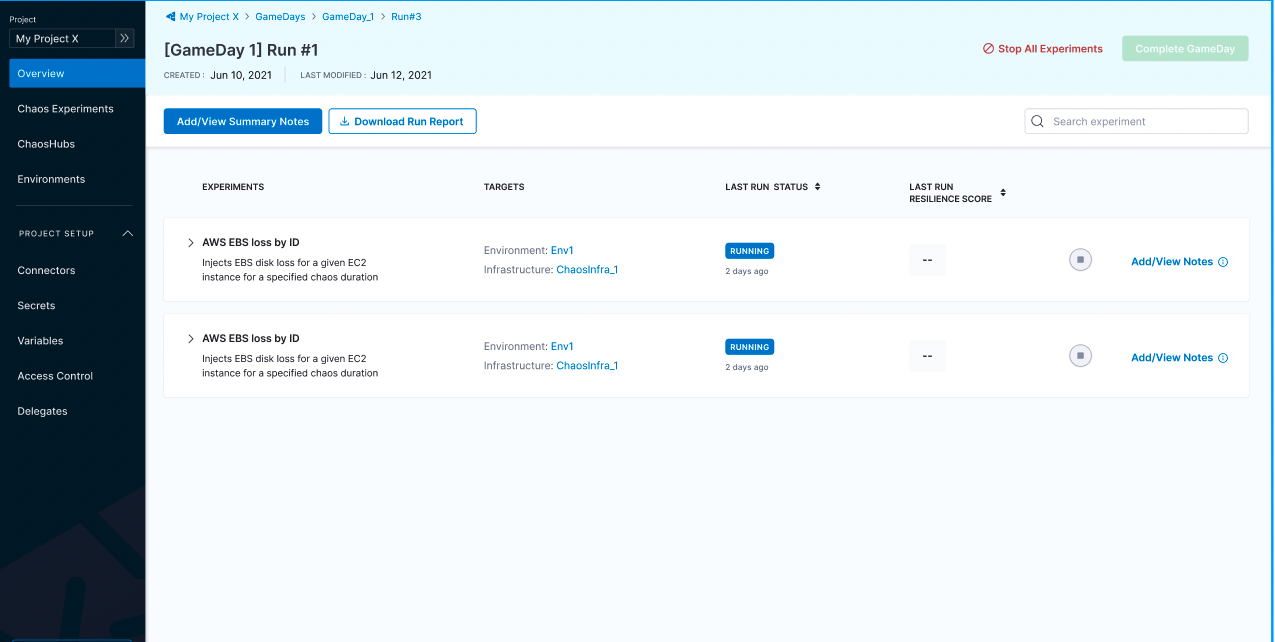 Project
My Project X
Overview
Chaos Experiments
ChaosHubs
Environments
PROJECT SETUP
Connectors
Secrets
Variables
Access Control
Delegates
My Project X > GameDays > GameDay_1 > Run#3
[GameDay 1] Run #1
CREATED : Jun 10, 2021 LAST MODIFIED : Jun 12, 2021
Stop All Experiments
Complete GameDay
Add/View Summary Notes
Download Run Report
Search experiment
EXPERIMENTS
TARGETS
LAST RUN STATUS
LAST RUN
RESILIENCE SCORE
AWS EBS loss by ID
Injects EBS disk loss for a given EC2
instance for a specified chaos duration
Environment: Env1
Infrastructure: ChaosInfra_1
RUNNING
2 days ago
--
Add/View Notes
AWS EBS loss by ID
Injects EBS disk loss for a given EC2
instance for a specified chaos duration
Environment: Env1
Infrastructure: ChaosInfra_1
RUNNING
2 days ago
--
Add/View Notes